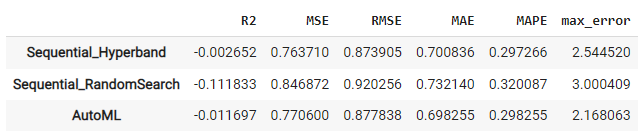 R2 MSE RMSE MAE MAPE max_error
Sequential_Hyperband -0.002652 0.763710 0.873905 0.700836 0.297266 2.544520
Sequential_RandomSearch -0.111833 0.846872 0.920256 0.732140 0.320087 3.000409
AutoML -0.011697 0.770600 0.877838 0.698255 0.298255 2.168063